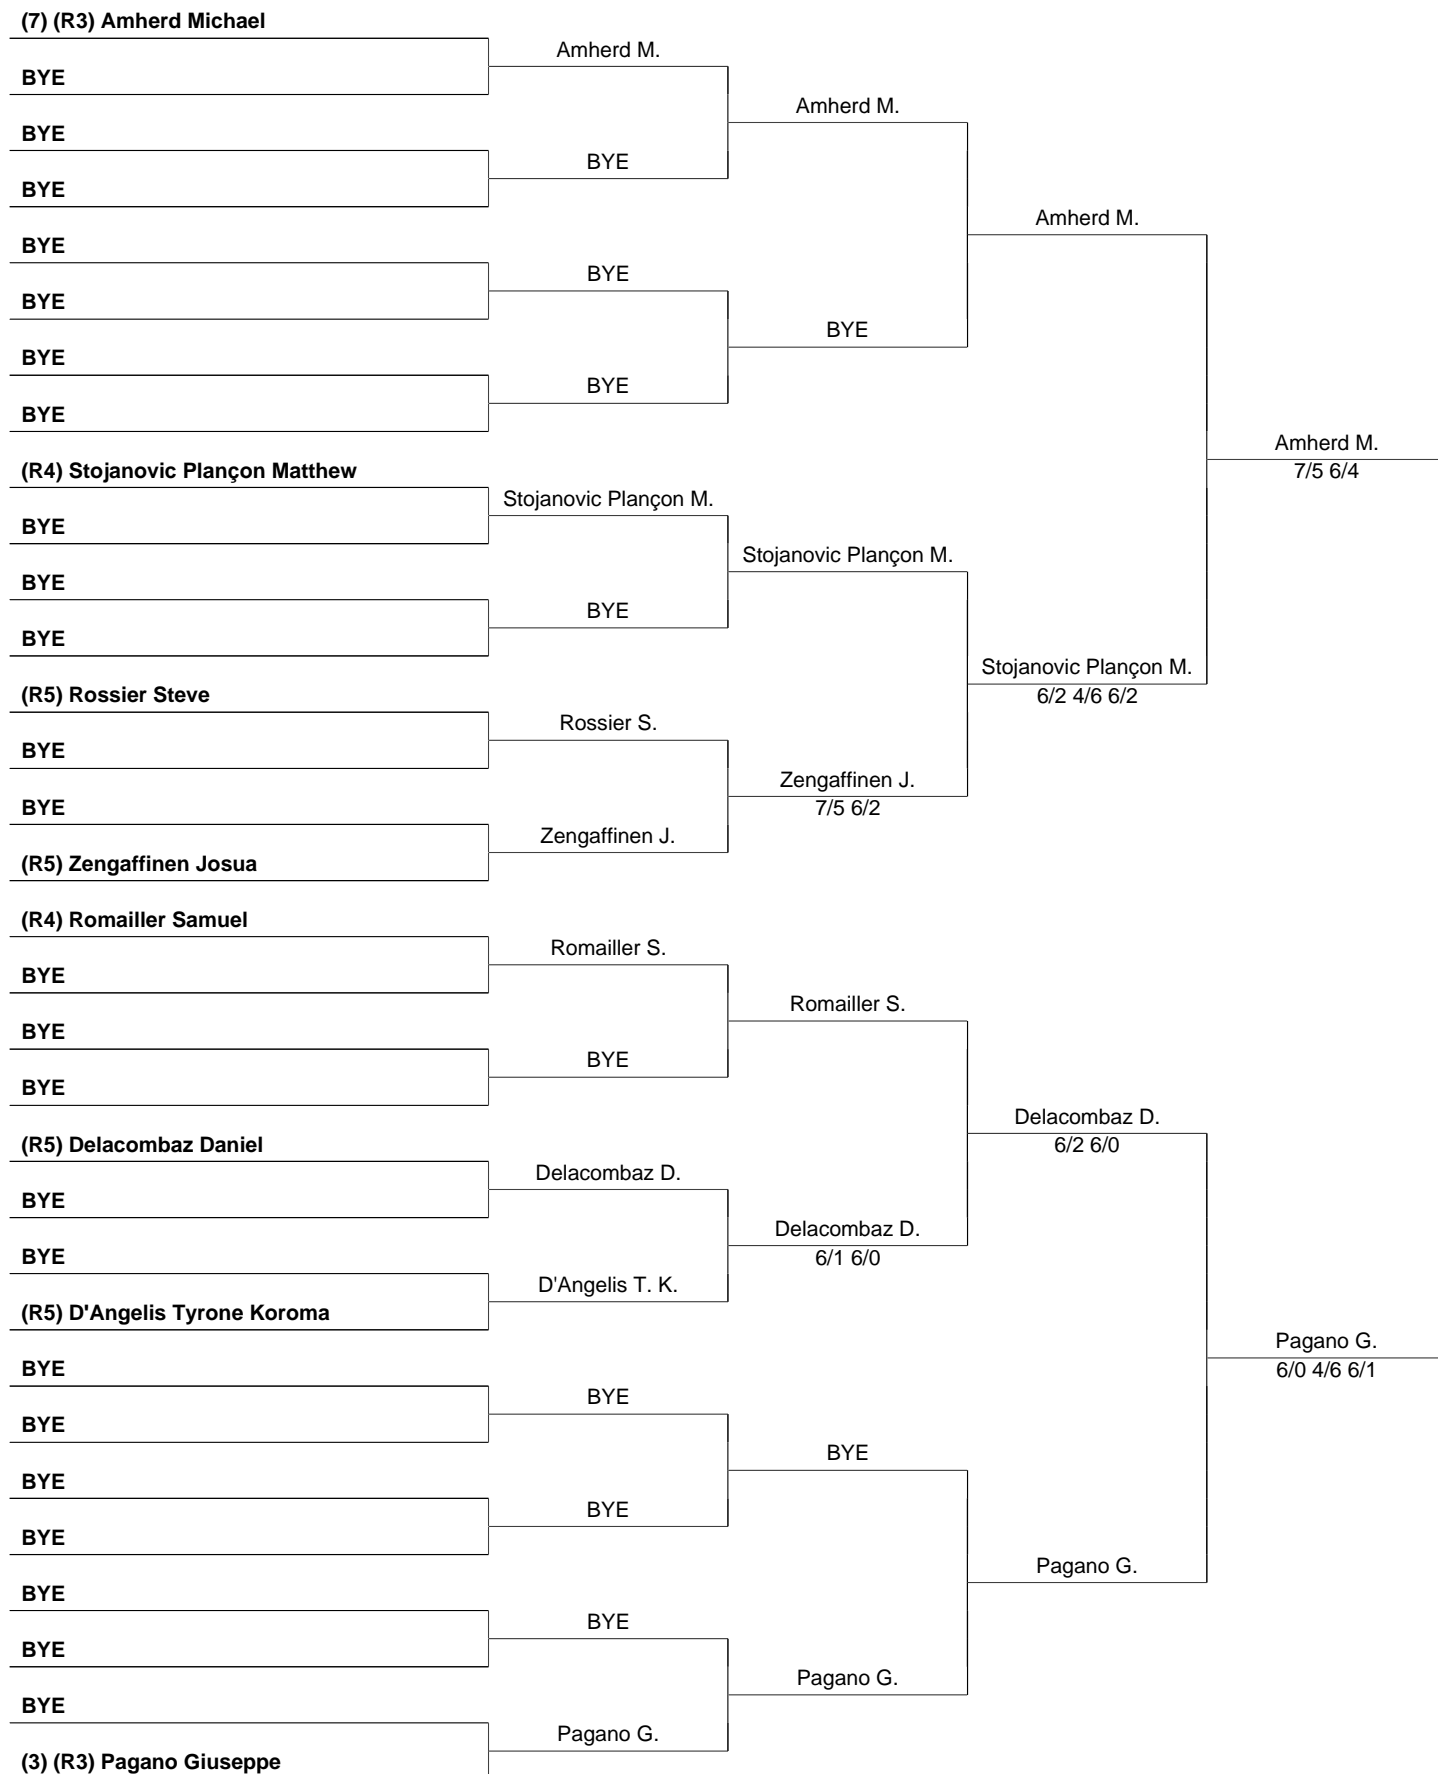 (7) (R3) Amherd Michael
Amherd M.
BYE
Amherd M.
BYE
BYE
BYE
Amherd M.
BYE
BYE
BYE
BYE
BYE
BYE
BYE
Amherd M.
7/5 6/4
(R4) Stojanovic Plançon Matthew
Stojanovic Plançon M.
BYE
Stojanovic Plançon M.
BYE
BYE
BYE
Stojanovic Plançon M.
6/2 4/6 6/2
(R5) Rossier Steve
Rossier S.
BYE
Zengaffinen J.
7/5 6/2
BYE
Zengaffinen J.
(R5) Zengaffinen Josua
(R4) Romailler Samuel
Romailler S.
BYE
Romailler S.
BYE
BYE
BYE
Delacombaz D.
6/2 6/0
(R5) Delacombaz Daniel
Delacombaz D.
BYE
Delacombaz D.
6/1 6/0
BYE
D'Angelis T. K.
(R5) D'Angelis Tyrone Koroma
Pagano G.
6/0 4/6 6/1
BYE
BYE
BYE
BYE
BYE
BYE
BYE
Pagano G.
BYE
BYE
BYE
Pagano G.
BYE
Pagano G.
(3) (R3) Pagano Giuseppe